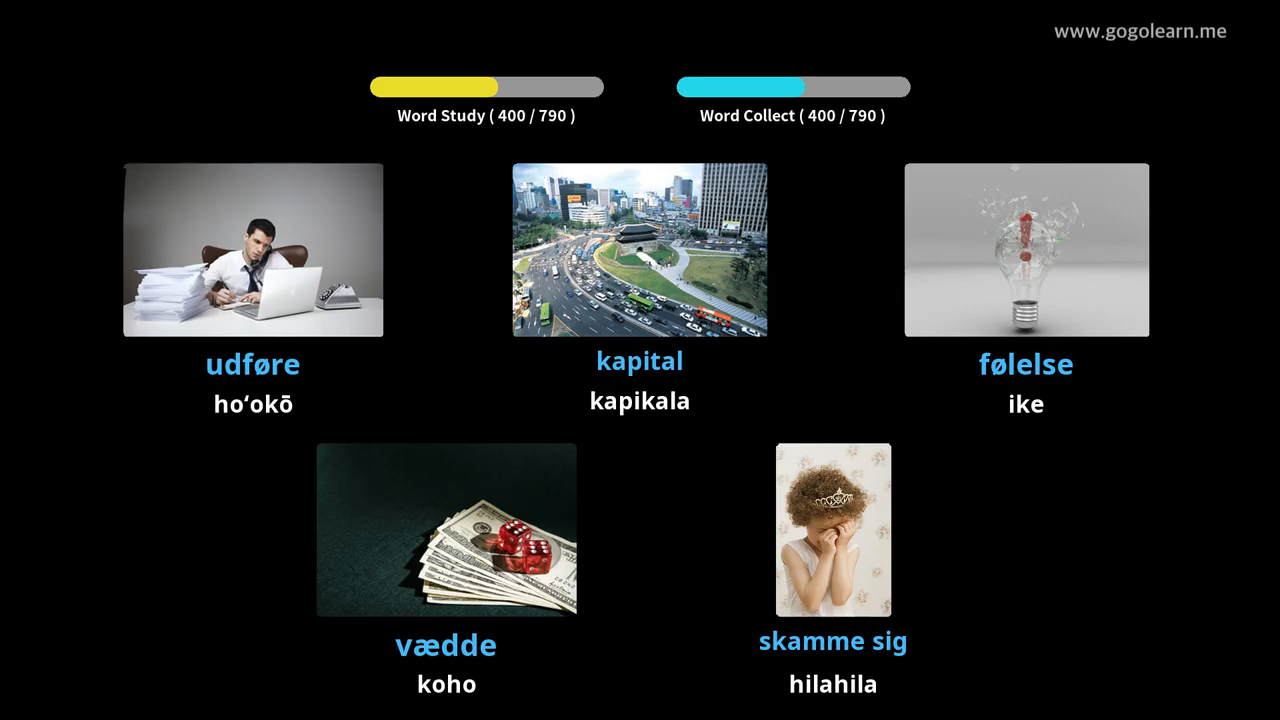 www.gogolearn.me
Word Study ( 400 / 790 )
Word Collect ( 400 / 790 )
udføre
hoʻokō
kapital
kapikala
følelse
ike
vædde
koho
skamme sig
hilahila